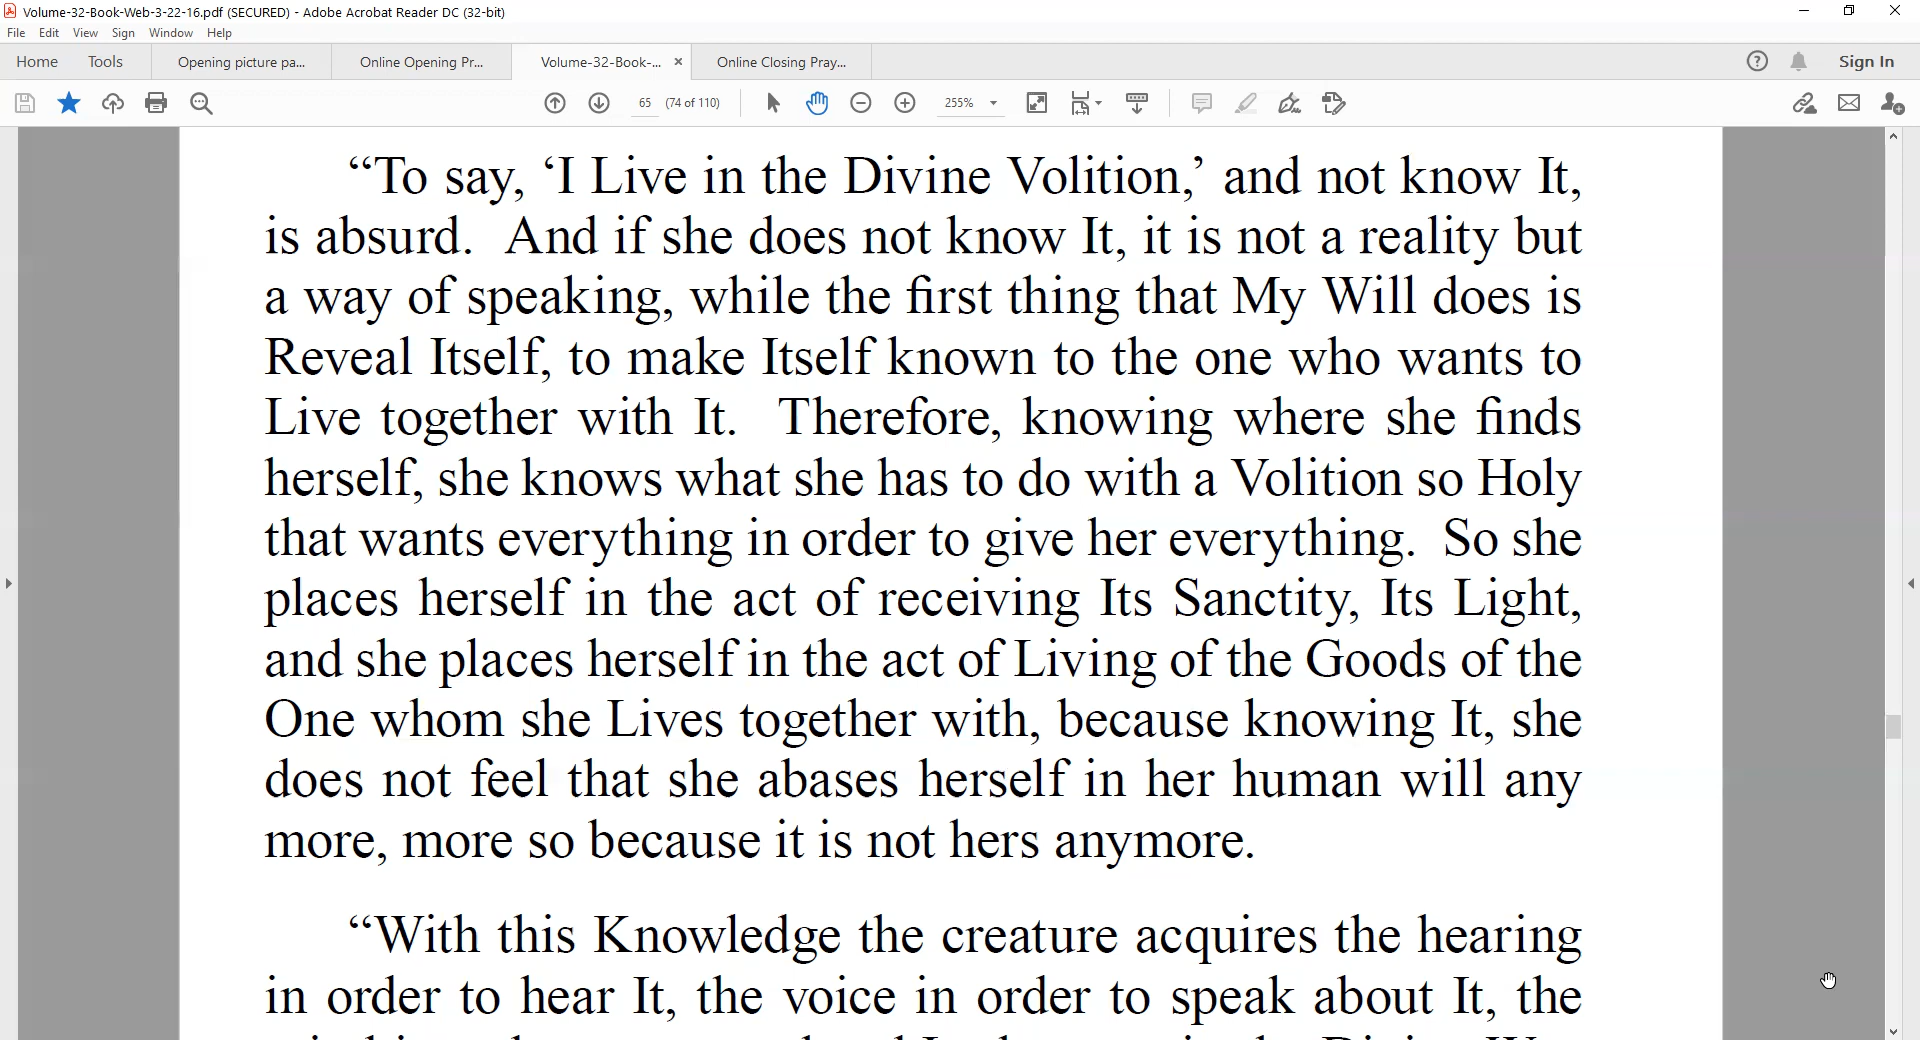 Volume-32-Book-Web-3-22-16.pdf (SECURED) - Adobe Acrobat Reader DC (32-bit)
File Edit View Sign Window Help
Home Tools Opening picture pa... Online Opening Pr... Volume-32-Book-... × Online Closing Pray... Sign In
65 (74 of 110) 255%
“To say, ‘I Live in the Divine Volition,’ and not know It,
is absurd. And if she does not know It, it is not a reality but
a way of speaking, while the first thing that My Will does is
Reveal Itself, to make Itself known to the one who wants to
Live together with It. Therefore, knowing where she finds
herself, she knows what she has to do with a Volition so Holy
that wants everything in order to give her everything. So she
places herself in the act of receiving Its Sanctity, Its Light,
and she places herself in the act of Living of the Goods of the
One whom she Lives together with, because knowing It, she
does not feel that she abases herself in her human will any
more, more so because it is not hers anymore.
“With this Knowledge the creature acquires the hearing
in order to hear It, the voice in order to speak about It, the